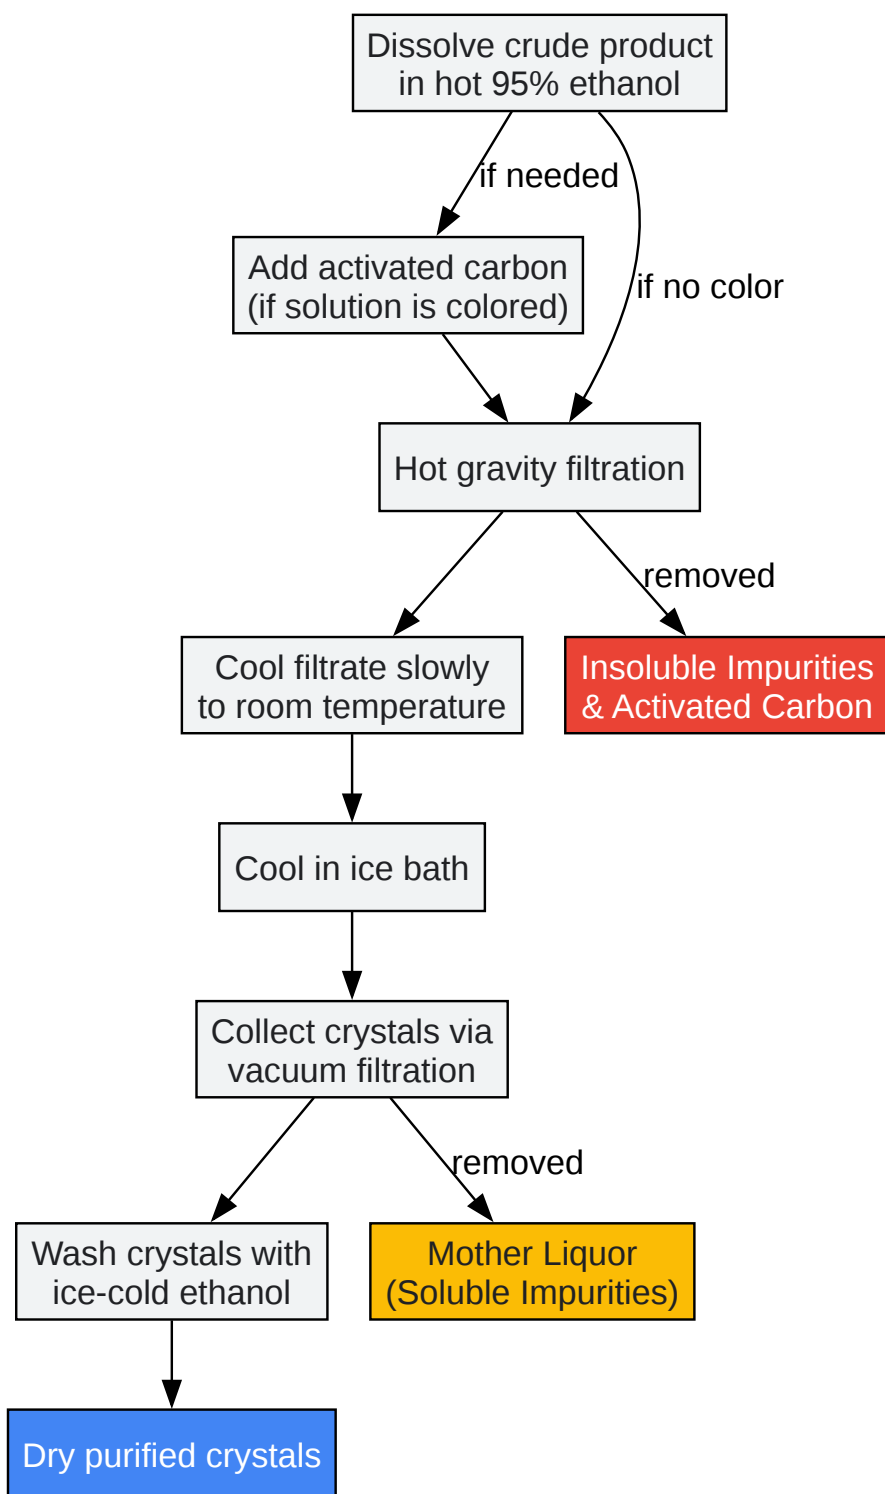 Dissolve crude product
in hot 95% ethanol
if needed
Add activated carbon
(if solution is colored)
if no color
Hot gravity filtration
removed
Cool filtrate slowly
to room temperature
Insoluble Impurities
& Activated Carbon
Cool in ice bath
Collect crystals via
vacuum filtration
removed
Wash crystals with
ice-cold ethanol
Mother Liquor
(Soluble Impurities)
Dry purified crystals